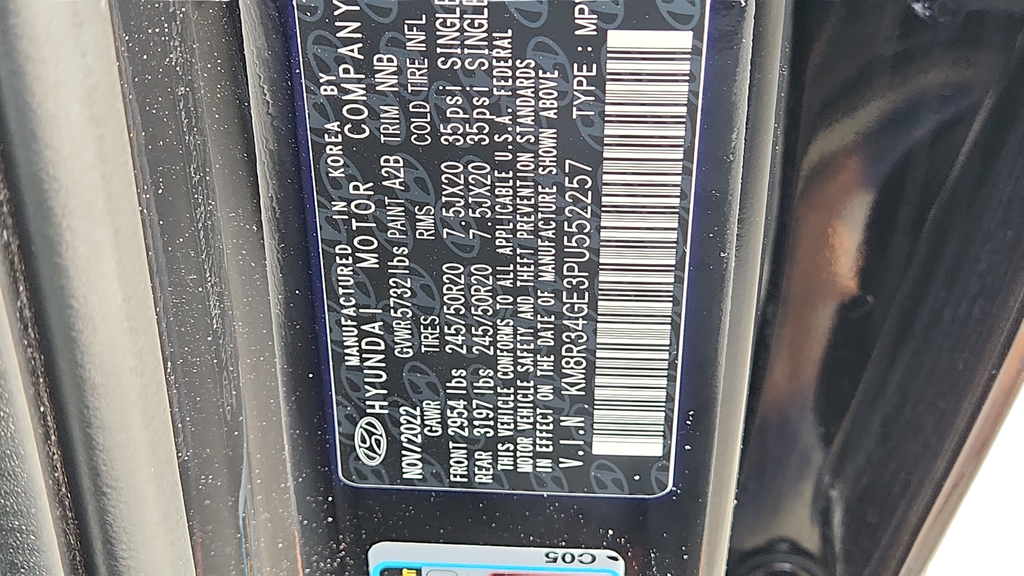 MANUFACTURED IN KOREA BY
HYUNDAI MOTOR COMPANY
NOV/2022 GVWR 5732 lbs PAINT A2B TRIM NNB
GAWR TIRES RIMS COLD TIRE INFL
FRONT 2954 lbs 245/50R20 7.5JX20 35psi SINGLE
REAR 3197 lbs 245/50R20 7.5JX20 35psi SINGLE
THIS VEHICLE CONFORMS TO ALL APPLICABLE U.S.A. FEDERAL
MOTOR VEHICLE SAFETY AND THEFT PREVENTION STANDARDS
IN EFFECT ON THE DATE OF MANUFACTURE SHOWN ABOVE.
V.I.N : KM8R34GE3PU552257 TYPE : MPV
C05